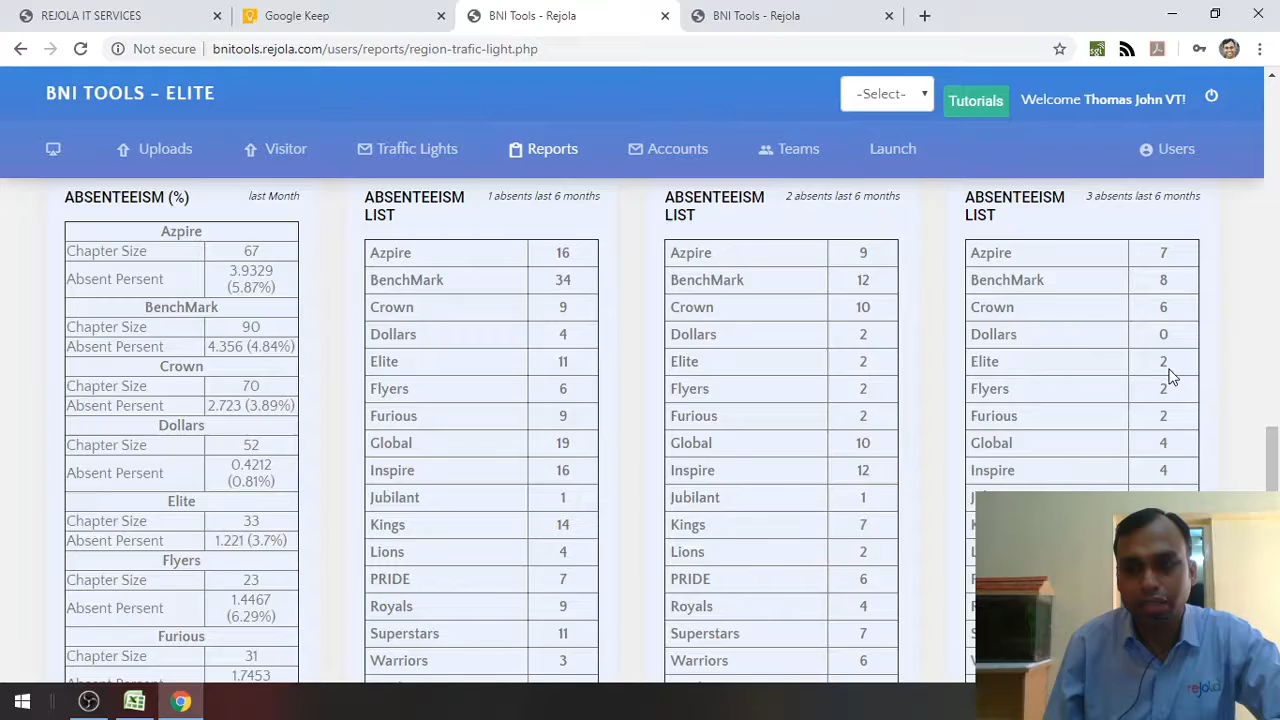 REJOLA IT SERVICES
Google Keep
BNI Tools - Rejola
BNI Tools - Rejola
Not secure bnitools.rejola.com/users/reports/region-trafic-light.php
BNI TOOLS - ELITE
-Select-
Tutorials
Welcome Thomas John VT!
Uploads
Visitor
Traffic Lights
Reports
Accounts
Teams
Launch
Users
ABSENTEEISM (%) last Month
Azpire
Chapter Size 67
Absent Persent 3.9329
(5.87%)
BenchMark
Chapter Size 90
Absent Persent 4.356 (4.84%)
Crown
Chapter Size 70
Absent Persent 2.723 (3.89%)
Dollars
Chapter Size 52
Absent Persent 0.4212
(0.81%)
Elite
Chapter Size 33
Absent Persent 1.221 (3.7%)
Flyers
Chapter Size 23
Absent Persent 1.4467
(6.29%)
Furious
Chapter Size 31
1.7453
ABSENTEEISM 1 absents last 6 months
LIST
Azpire 16
BenchMark 34
Crown 9
Dollars 4
Elite 11
Flyers 6
Furious 9
Global 19
Inspire 16
Jubilant 1
Kings 14
Lions 4
PRIDE 7
Royals 9
Superstars 11
Warriors 3
ABSENTEEISM 2 absents last 6 months
LIST
Azpire 9
BenchMark 12
Crown 10
Dollars 2
Elite 2
Flyers 2
Furious 2
Global 10
Inspire 12
Jubilant 1
Kings 7
Lions 2
PRIDE 6
Royals 4
Superstars 7
Warriors 6
ABSENTEEISM 3 absents last 6 months
LIST
Azpire 7
BenchMark 8
Crown 6
Dollars 0
Elite 2
Flyers 2
Furious 2
Global 4
Inspire 4
rejola